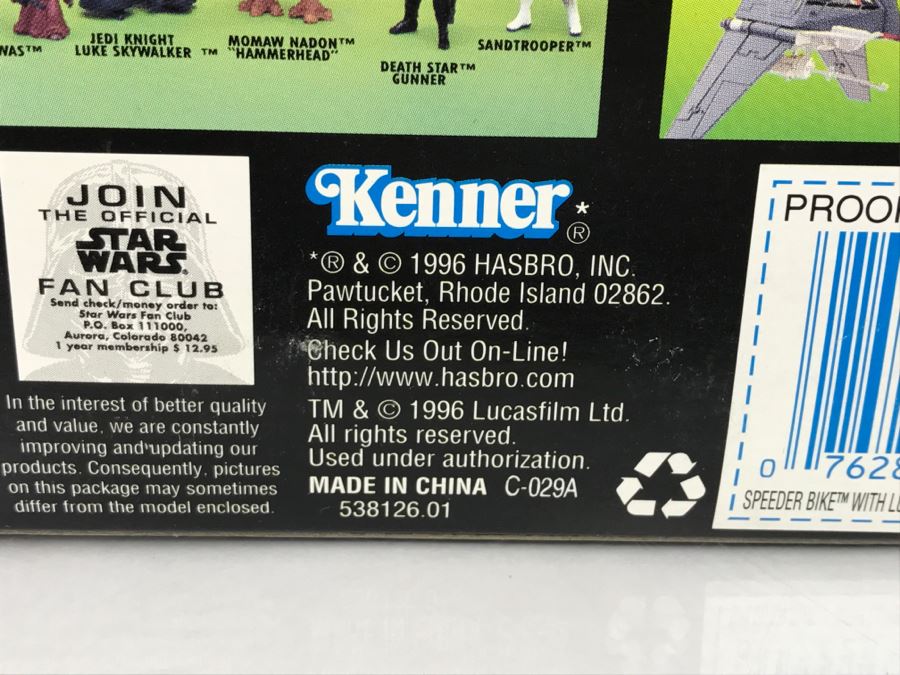 JEDI KNIGHT
LUKE SKYWALKER ™
MOMAW NADON™
"HAMMERHEAD"
DEATH STAR™
GUNNER
SANDTROOPER™
JOIN
THE OFFICIAL
STAR
WARS®
FAN CLUB
Send check/money order to:
Star Wars Fan Club
P.O. Box 111000,
Aurora, Colorado 80042
1 year membership $ 12.95
In the interest of better quality
and value, we are constantly
improving and updating our
products. Consequently, pictures
on this package may sometimes
differ from the model enclosed.
Kenner*®
*® & © 1996 HASBRO, INC.
Pawtucket, Rhode Island 02862.
All Rights Reserved.
Check Us Out On-Line!
http://www.hasbro.com
TM & © 1996 Lucasfilm Ltd.
All rights reserved.
Used under authorization.
MADE IN CHINA C-029A
538126.01
PROO
0 7628
SPEEDER BIKE™ WITH